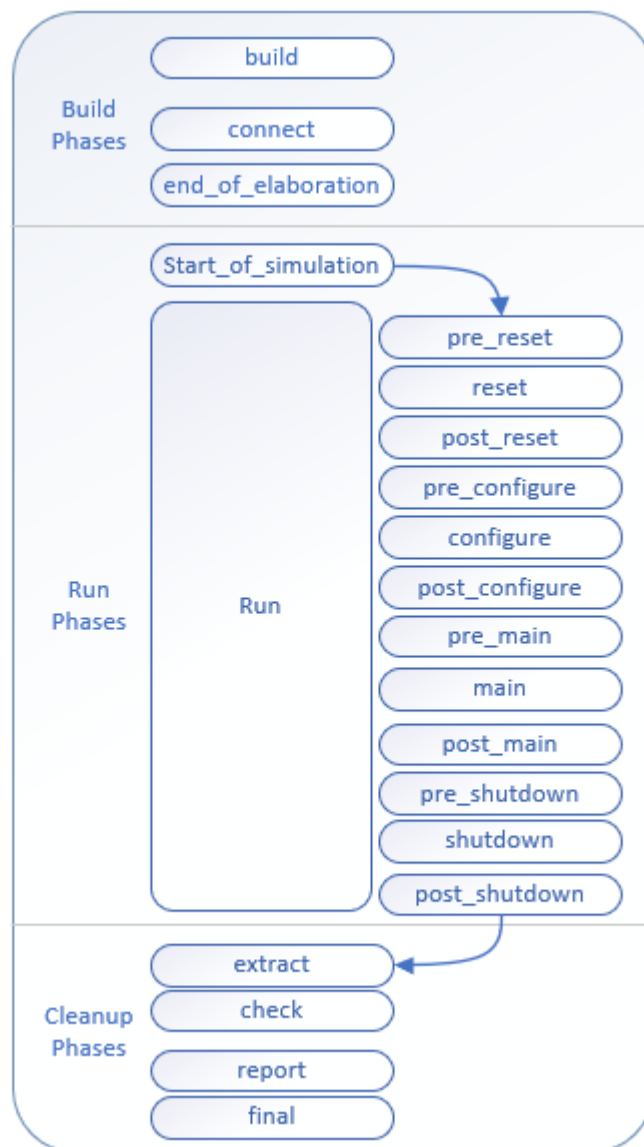 build
Build
Phases
connect
end_of_elaboration
Start_of_simulation
pre_reset
reset
post_reset
pre_configure
configure
post_configure
Run
Phases
Run
pre_main
main
post_main
pre_shutdown
shutdown
post_shutdown
extract
Cleanup
Phases
check
report
final